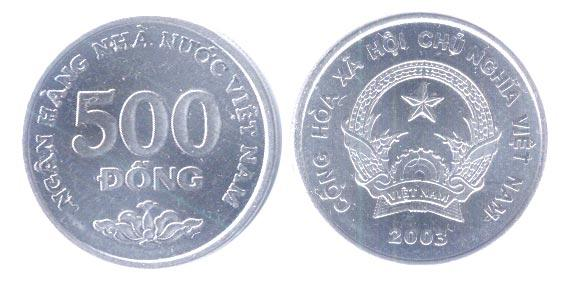 NGÂN HÀNG NHÀ NƯỚC VIỆT NAM
500
ĐỒNG
CỘNG HÒA XÃ HỘI CHỦ NGHĨA VIỆT NAM
VIỆT NAM
2003